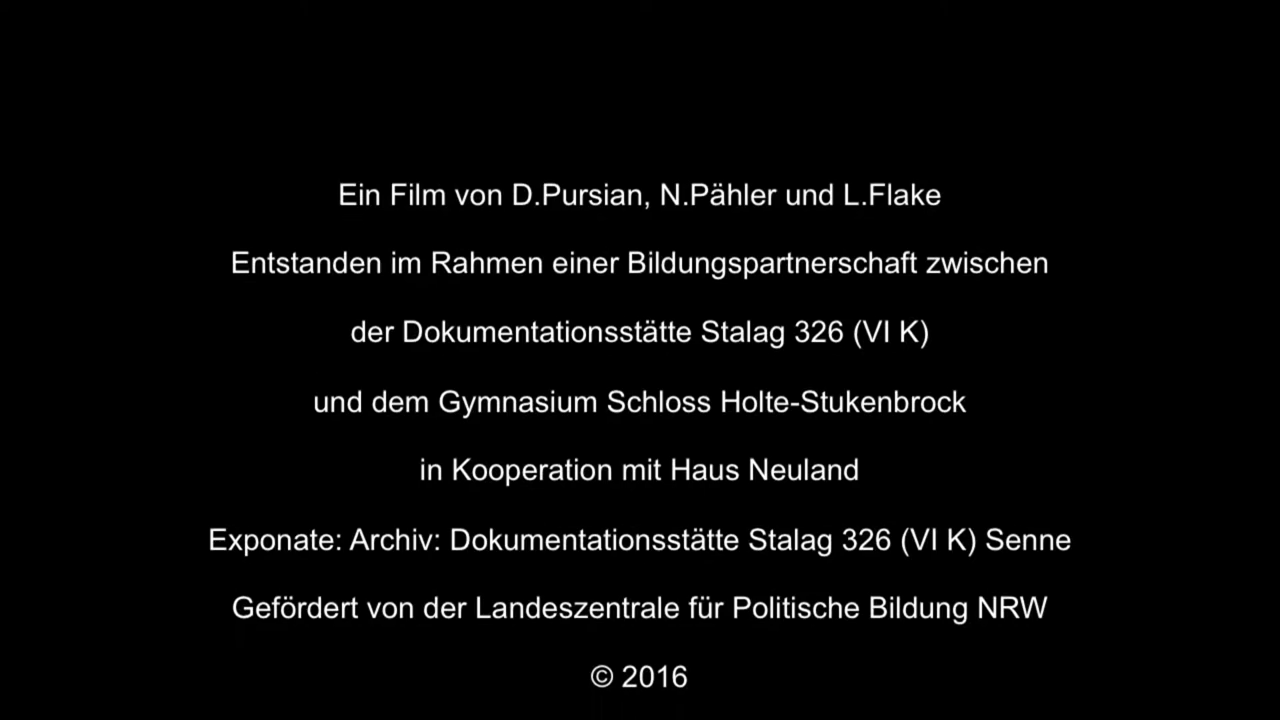 Ein Film von D.Pursian, N.Pähler und L.Flake
Entstanden im Rahmen einer Bildungspartnerschaft zwischen
der Dokumentationsstätte Stalag 326 (VI K)
und dem Gymnasium Schloss Holte-Stukenbrock
in Kooperation mit Haus Neuland
Exponate: Archiv: Dokumentationsstätte Stalag 326 (VI K) Senne
Gefördert von der Landeszentrale für Politische Bildung NRW
© 2016